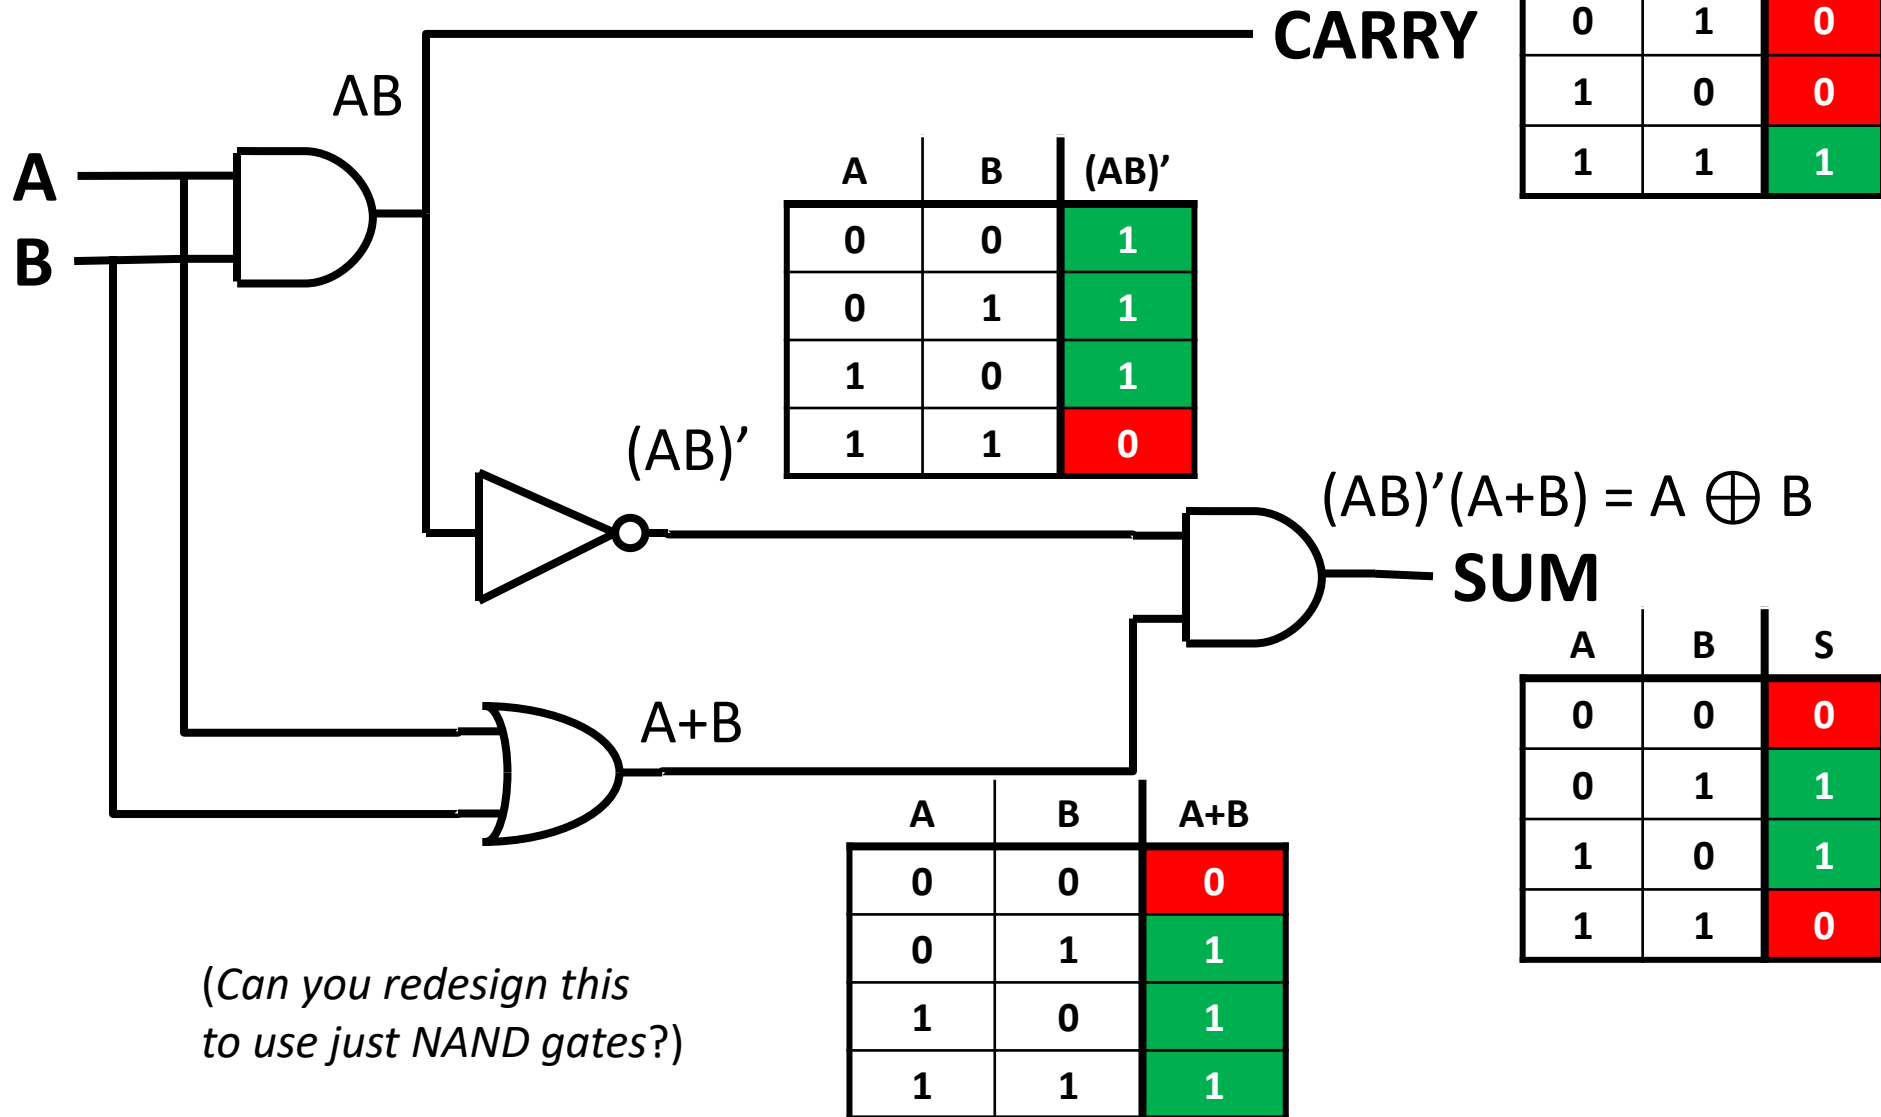 CARRY
0 1 0
1 0 0
1 1 1
AB
A
B
A B (AB)’
0 0 1
0 1 1
1 0 1
1 1 0
(AB)’
(AB)’(A+B) = A ⊕ B
SUM
A B S
0 0 0
0 1 1
1 0 1
1 1 0
A+B
A B A+B
0 0 0
0 1 1
1 0 1
1 1 1
(Can you redesign this
to use just NAND gates?)